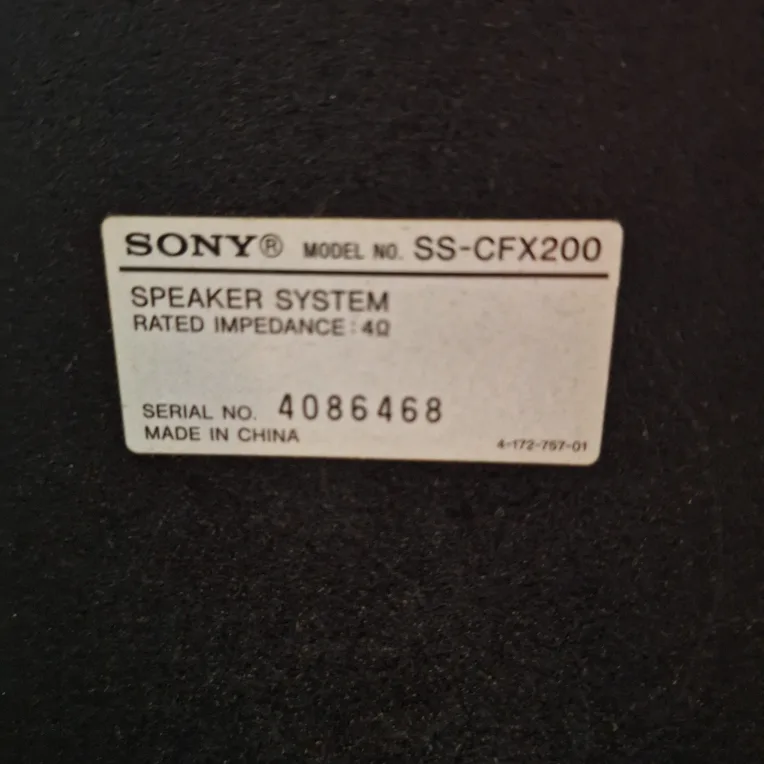 SONY® MODEL NO. SS-CFX200
SPEAKER SYSTEM
RATED IMPEDANCE : 4Ω
SERIAL NO. 4086468
MADE IN CHINA 4-172-757-01